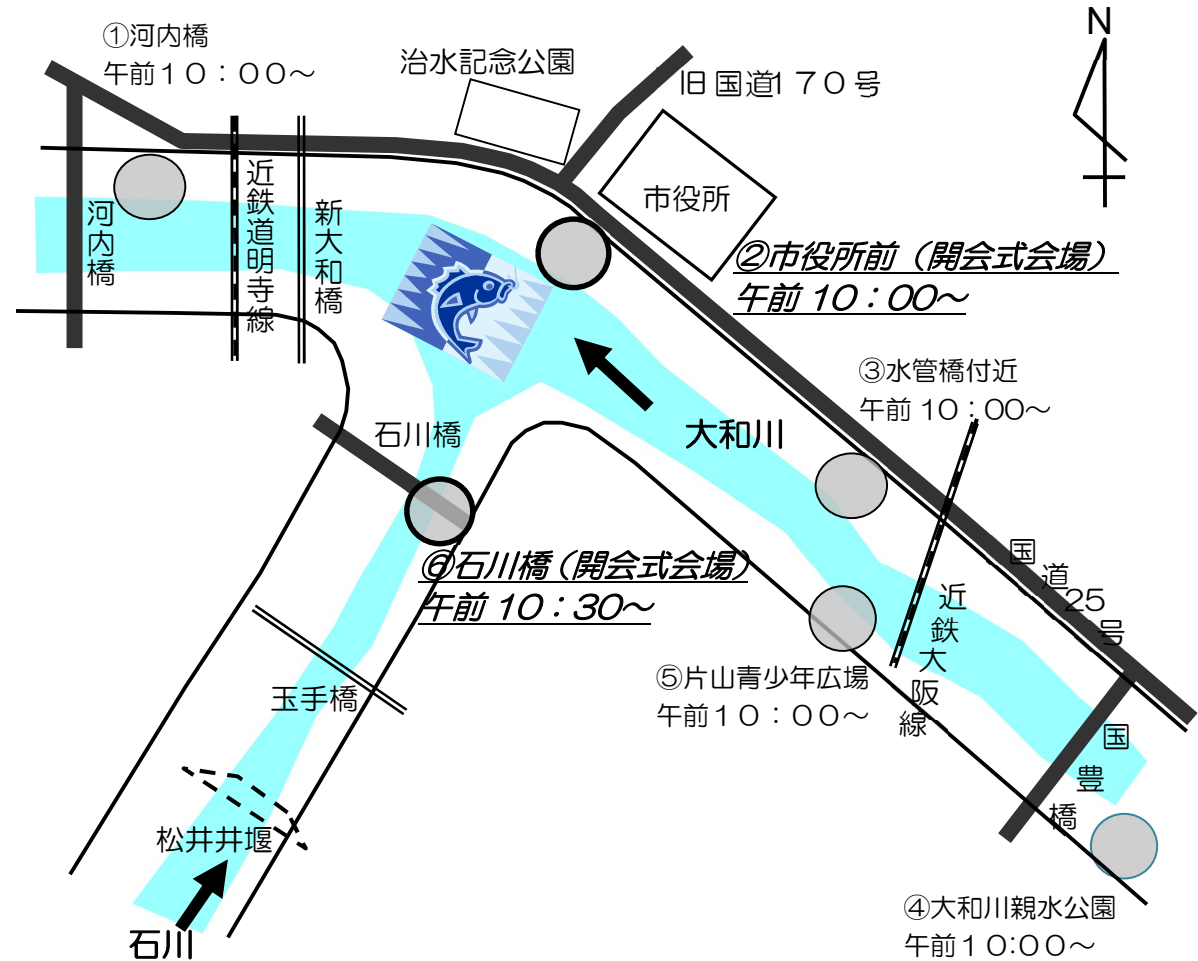 N
①河内橋
午前１０：００～
治水記念公園
旧国道１７０号
市役所
近鉄道明寺線
新大和橋
河内橋
②市役所前（開会式会場）
午前 10：00～
③水管橋付近
午前 10：00～
石川橋
大和川
国道25号
⑥石川橋（開会式会場）
午前 10：30～
近鉄大阪線
⑤片山青少年広場
午前１０：００～
玉手橋
国豊橋
松井井堰
石川
④大和川親水公園
午前１０:００～